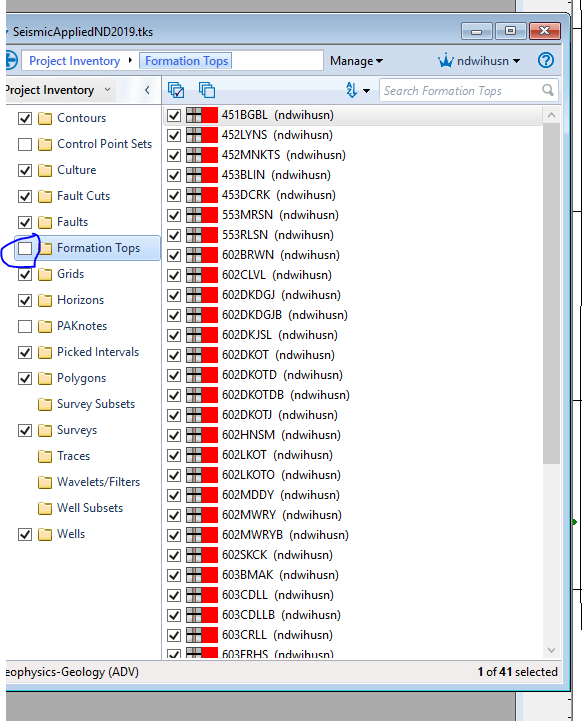 SeismicAppliedND2019.tks
Project Inventory Formation Tops Manage ndwihusn
Project Inventory Search Formation Tops
Contours
Control Point Sets
Culture
Fault Cuts
Faults
Formation Tops
Grids
Horizons
PAKnotes
Picked Intervals
Polygons
Survey Subsets
Surveys
Traces
Wavelets/Filters
Well Subsets
Wells
451BGBL (ndwihusn)
452LYNS (ndwihusn)
452MNKTS (ndwihusn)
453BLIN (ndwihusn)
453DCRK (ndwihusn)
553MRSN (ndwihusn)
553RLSN (ndwihusn)
602BRWN (ndwihusn)
602CLVL (ndwihusn)
602DKDGJ (ndwihusn)
602DKDGJB (ndwihusn)
602DKJSL (ndwihusn)
602DKOT (ndwihusn)
602DKOTD (ndwihusn)
602DKOTDB (ndwihusn)
602DKOTJ (ndwihusn)
602HNSM (ndwihusn)
602LKOT (ndwihusn)
602LKOTO (ndwihusn)
602MDDY (ndwihusn)
602MWRY (ndwihusn)
602MWRYB (ndwihusn)
602SKCK (ndwihusn)
603BMAK (ndwihusn)
603CDLL (ndwihusn)
603CDLLB (ndwihusn)
603CRLL (ndwihusn)
603FRHS (ndwihusn)
eophysics-Geology (ADV) 1 of 41 selected